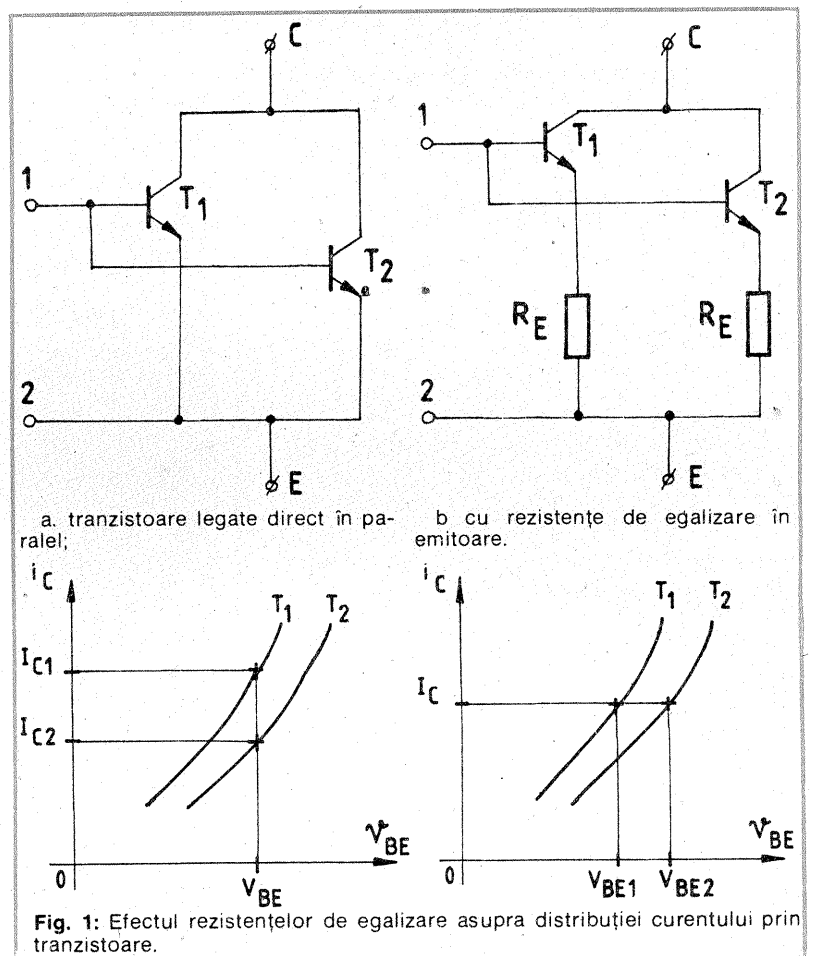 C
1
T1
T2
2
E
C
1
T1
T2
RE
RE
2
E
a. tranzistoare legate direct în pa-
ralel;
b cu rezistențe de egalizare în
emitoare.
iC
T1
T2
IC1
IC2
0
VBE
vBE
iC
T1
T2
IC
0
VBE1
VBE2
vBE
Fig. 1: Efectul rezistențelor de egalizare asupra distribuției curentului prin
tranzistoare.